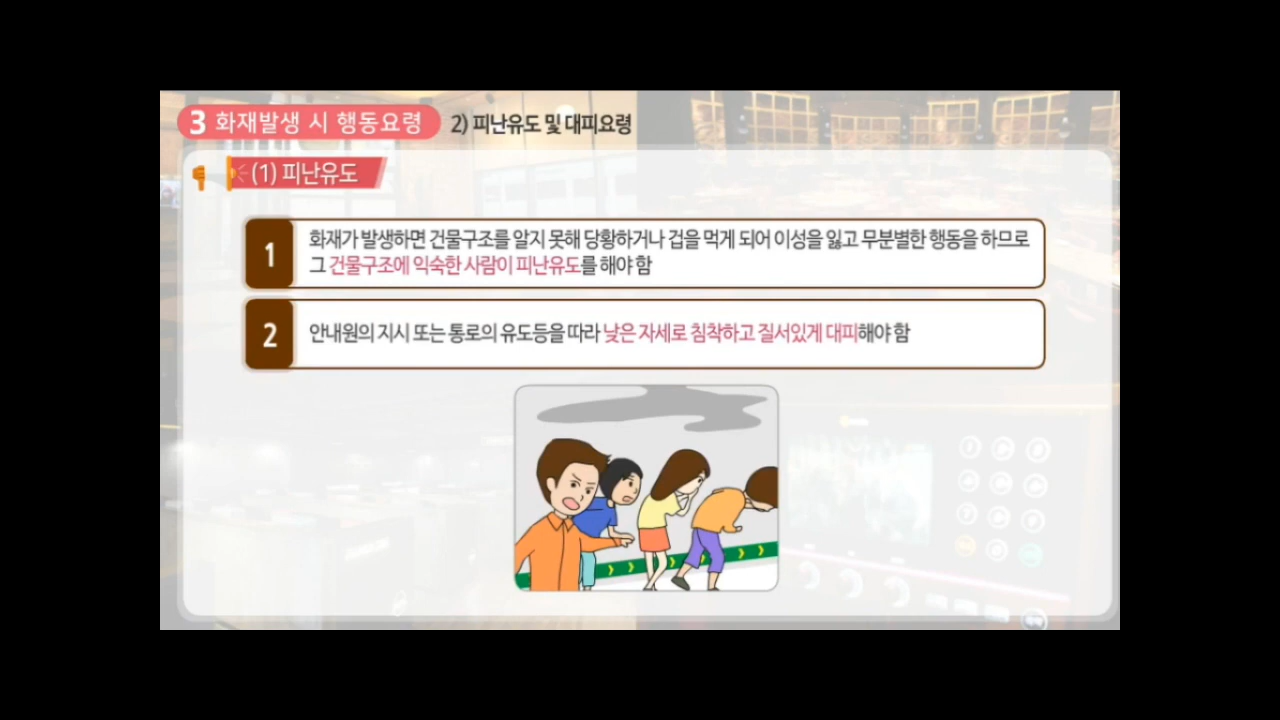 3 화재발생 시 행동요령 2) 피난유도 및 대피요령
(1) 피난유도
1 화재가 발생하면 건물구조를 알지 못해 당황하거나 겁을 먹게 되어 이성을 잃고 무분별한 행동을 하므로
그 건물구조에 익숙한 사람이 피난유도를 해야 함
2 안내원의 지시 또는 통로의 유도등을 따라 낮은 자세로 침착하고 질서있게 대피해야 함